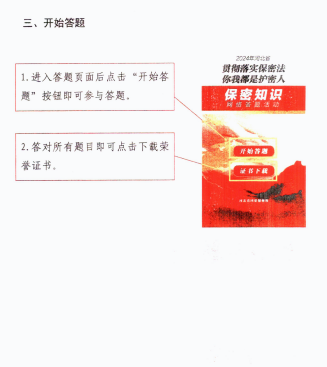 三、开始答题
1.进入答题页面后点击“开始答
题”按钮即可参与答题。
2.答对所有题目即可点击下载荣
誉证书。
2024年河北省
贯彻落实保密法
你我都是护密人
保密知识
网络答题活动
开始答题
证书下载